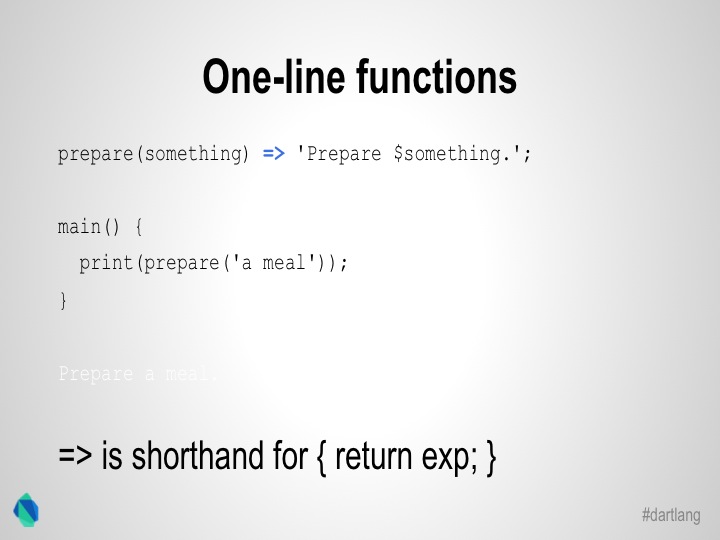 One-line functions
prepare(something) => 'Prepare $something.';
main() {
  print(prepare('a meal'));
}
Prepare a meal.
=> is shorthand for { return exp; }
#dartlang